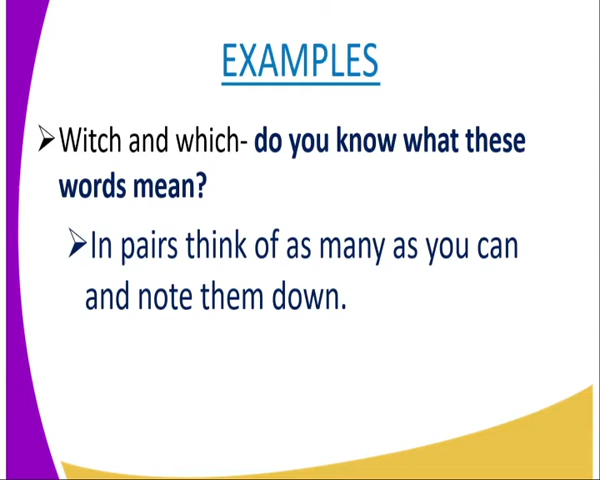 EXAMPLES
Witch and which- do you know what these
words mean?
In pairs think of as many as you can
and note them down.